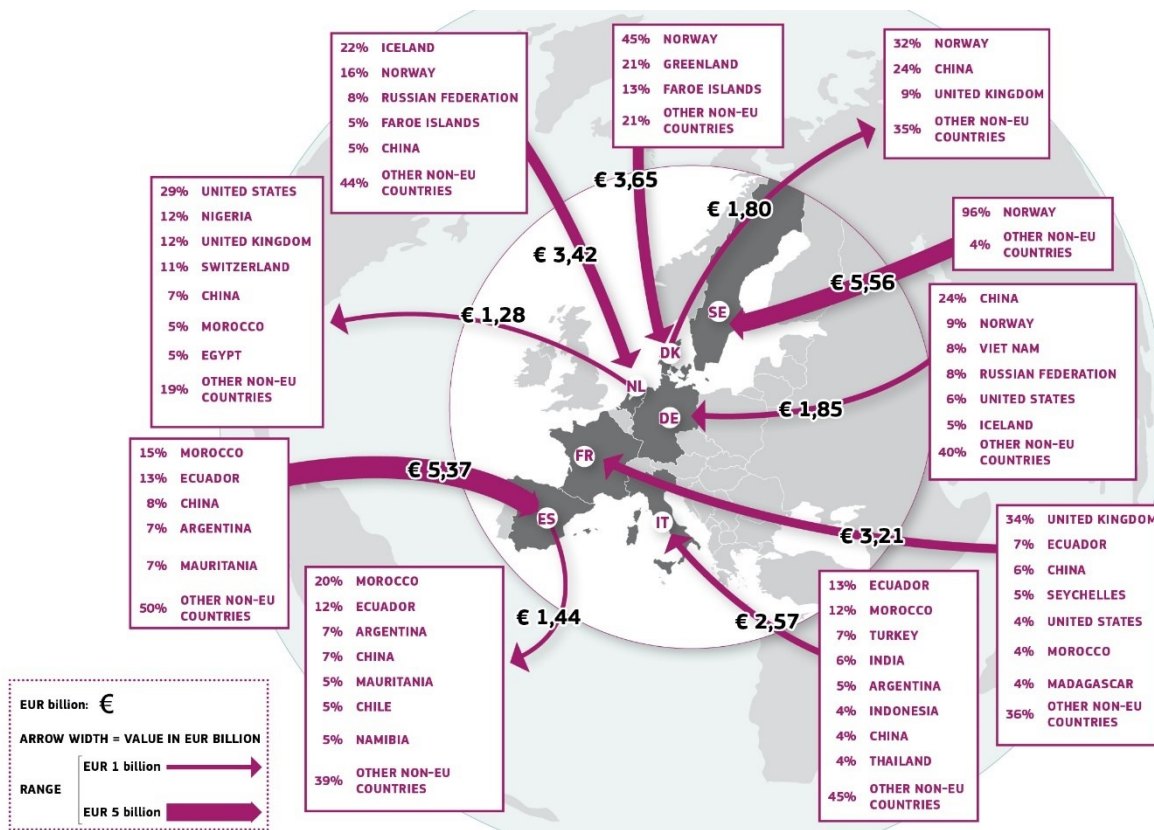 22% ICELAND
16% NORWAY
8% RUSSIAN FEDERATION
5% FAROE ISLANDS
5% CHINA
44% OTHER NON-EU
COUNTRIES
45% NORWAY
21% GREENLAND
13% FAROE ISLANDS
21% OTHER NON-EU
COUNTRIES
32% NORWAY
24% CHINA
9% UNITED KINGDOM
35% OTHER NON-EU
COUNTRIES
29% UNITED STATES
12% NIGERIA
12% UNITED KINGDOM
11% SWITZERLAND
7% CHINA
5% MOROCCO
5% EGYPT
19% OTHER NON-EU
COUNTRIES
96% NORWAY
4% OTHER NON-EU
COUNTRIES
€ 3,65
€ 1,80
€ 3,42
€ 5,56
€ 1,28
SE
DK
NL
DE
€ 1,85
24% CHINA
9% NORWAY
8% VIET NAM
8% RUSSIAN FEDERATION
6% UNITED STATES
5% ICELAND
40% OTHER NON-EU
COUNTRIES
15% MOROCCO
13% ECUADOR
8% CHINA
7% ARGENTINA
7% MAURITANIA
50% OTHER NON-EU
COUNTRIES
€ 5,37
FR
ES
IT
€ 3,21
34% UNITED KINGDOM
7% ECUADOR
6% CHINA
5% SEYCHELLES
4% UNITED STATES
4% MOROCCO
4% MADAGASCAR
36% OTHER NON-EU
COUNTRIES
20% MOROCCO
12% ECUADOR
7% ARGENTINA
7% CHINA
5% MAURITANIA
5% CHILE
5% NAMIBIA
39% OTHER NON-EU
COUNTRIES
€ 1,44
€ 2,57
13% ECUADOR
12% MOROCCO
7% TURKEY
6% INDIA
5% ARGENTINA
4% INDONESIA
4% CHINA
4% THAILAND
45% OTHER NON-EU
COUNTRIES
EUR billion: €
ARROW WIDTH = VALUE IN EUR BILLION
EUR 1 billion
RANGE
EUR 5 billion